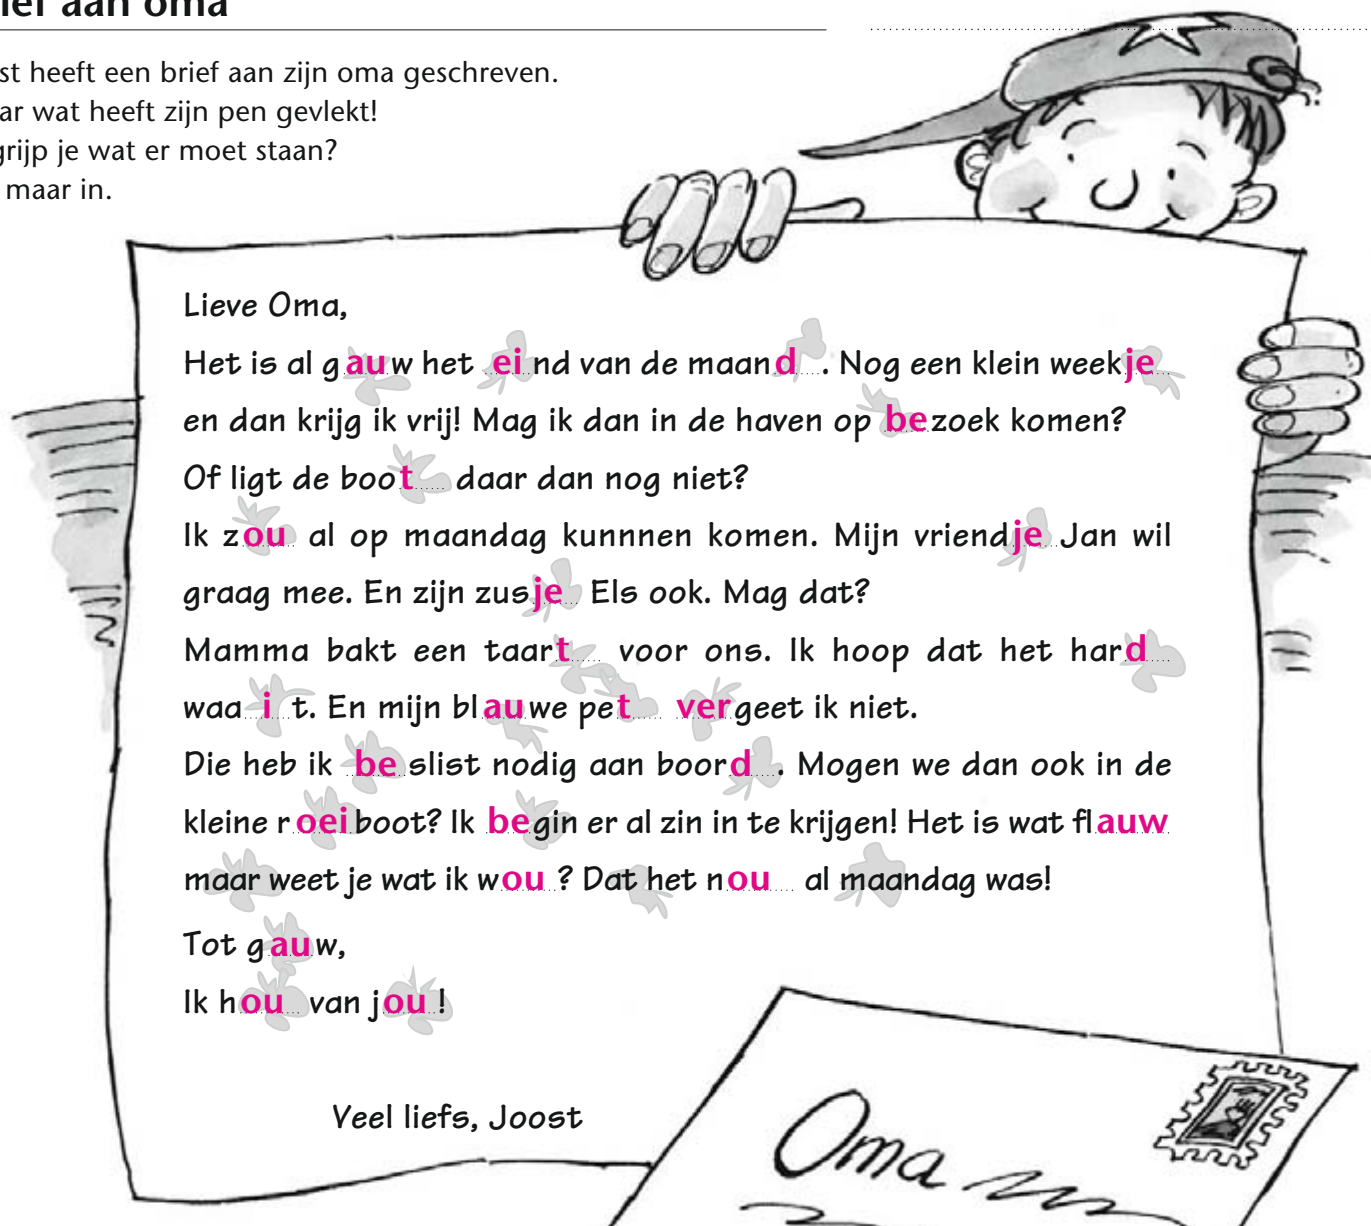 ief aan oma
st heeft een brief aan zijn oma geschreven.
ar wat heeft zijn pen gevlekt!
grijp je wat er moet staan?
maar in.
Lieve Oma,
Het is al gauw het eind van de maand. Nog een klein weekje
en dan krijg ik vrij! Mag ik dan in de haven op bezoek komen?
Of ligt de boot daar dan nog niet?
Ik zou al op maandag kunnnen komen. Mijn vriendje Jan wil
graag mee. En zijn zusje Els ook. Mag dat?
Mamma bakt een taart voor ons. Ik hoop dat het hard
waait. En mijn blauwe pet vergeet ik niet.
Die heb ik beslist nodig aan boord. Mogen we dan ook in de
kleine roeiboot? Ik begin er al zin in te krijgen! Het is wat flauw
maar weet je wat ik wou? Dat het nou al maandag was!
Tot gauw,
Ik hou van jou!
Veel liefs, Joost
Oma